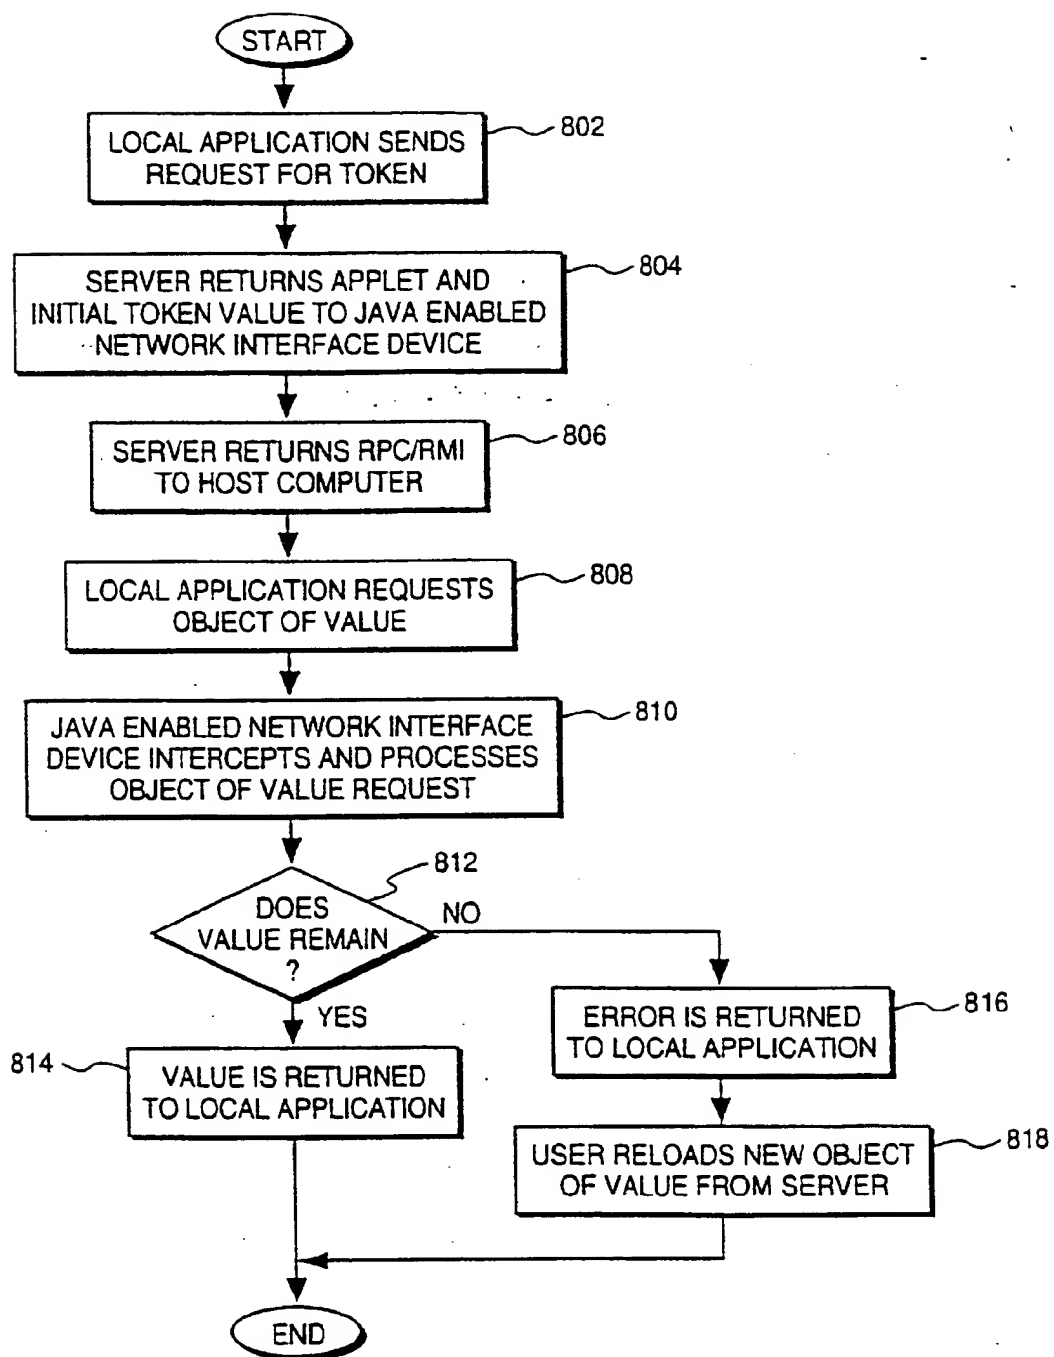 START
LOCAL APPLICATION SENDS
REQUEST FOR TOKEN
802
SERVER RETURNS APPLET AND
INITIAL TOKEN VALUE TO JAVA ENABLED
NETWORK INTERFACE DEVICE
804
SERVER RETURNS RPC/RMI
TO HOST COMPUTER
806
LOCAL APPLICATION REQUESTS
OBJECT OF VALUE
808
JAVA ENABLED NETWORK INTERFACE
DEVICE INTERCEPTS AND PROCESSES
OBJECT OF VALUE REQUEST
810
DOES
VALUE REMAIN
?
812
NO
YES
814
VALUE IS RETURNED
TO LOCAL APPLICATION
ERROR IS RETURNED
TO LOCAL APPLICATION
816
USER RELOADS NEW OBJECT
OF VALUE FROM SERVER
818
END